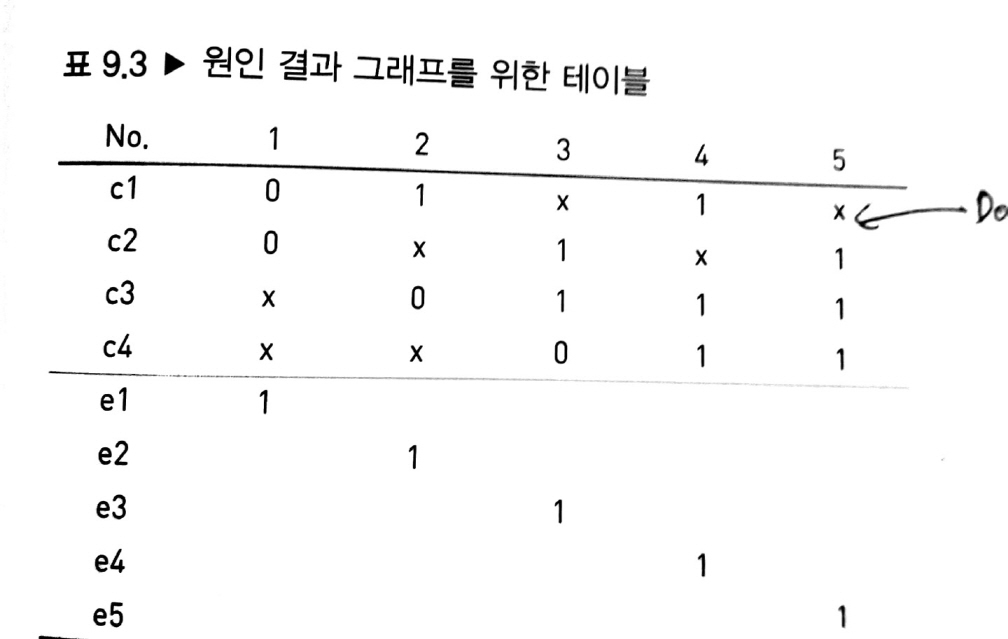 표 9.3 ▶ 원인 결과 그래프를 위한 테이블
No. 1 2 3 4 5
c1 0 1 x 1 x Do
c2 0 x 1 x 1
c3 x 0 1 1 1
c4 x x 0 1 1
e1 1
e2 1
e3 1
e4 1
e5 1